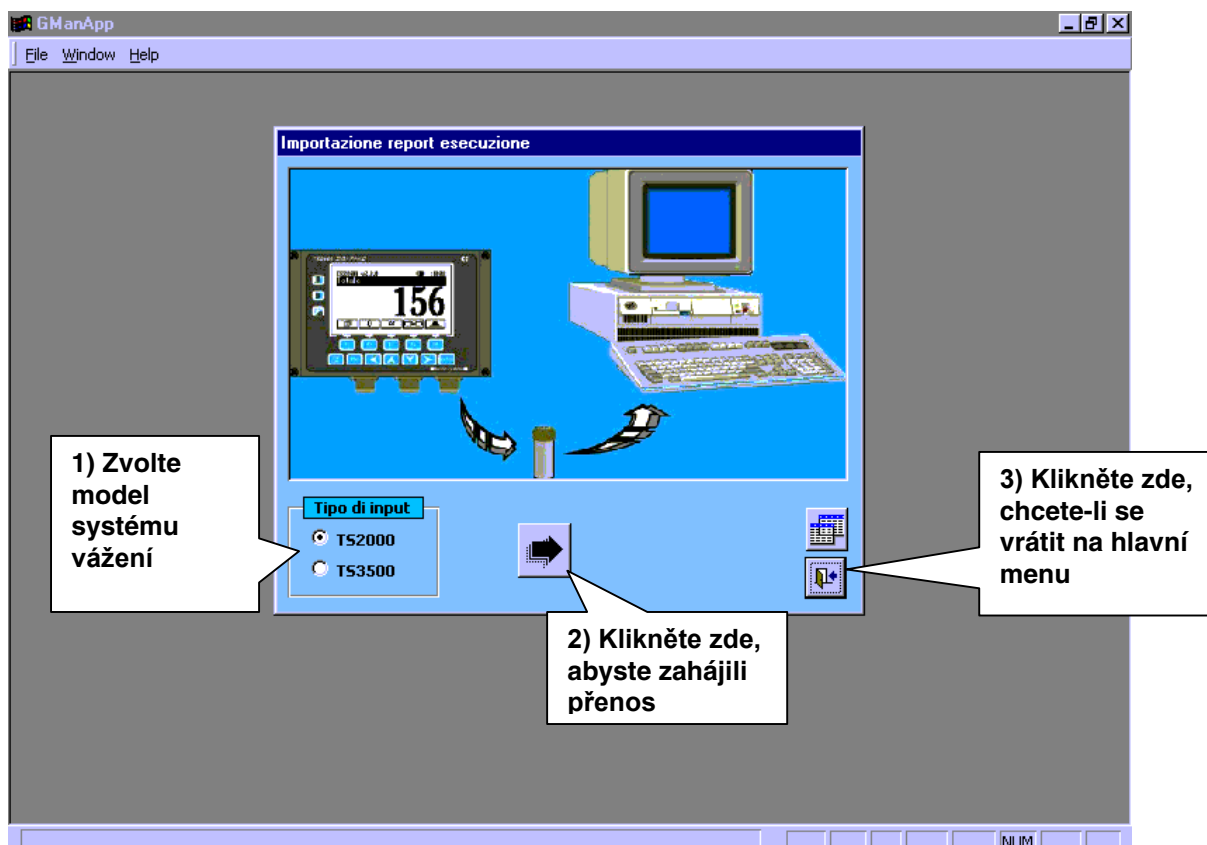 GManApp
File Window Help
Importazione report esecuzione
Totale
156
1) Zvolte
model
systému
vážení
Tipo di input
TS2000
TS3500
2) Klikněte zde,
abyste zahájili
přenos
3) Klikněte zde,
chcete-li se
vrátit na hlavní
menu
NUM